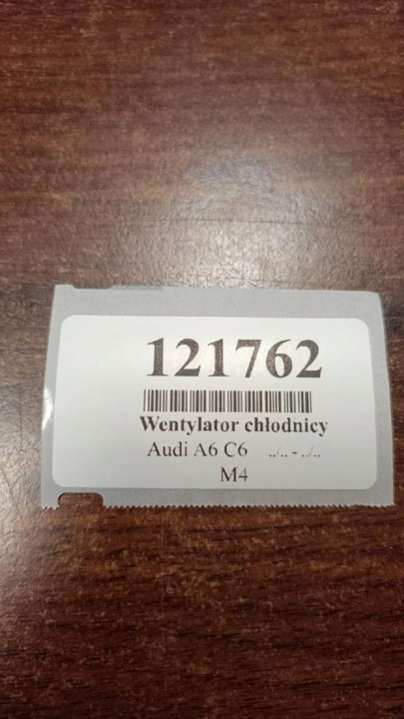 121762
Wentylator chłodnicy
Audi A6 C6 ../.. - ../..
M4